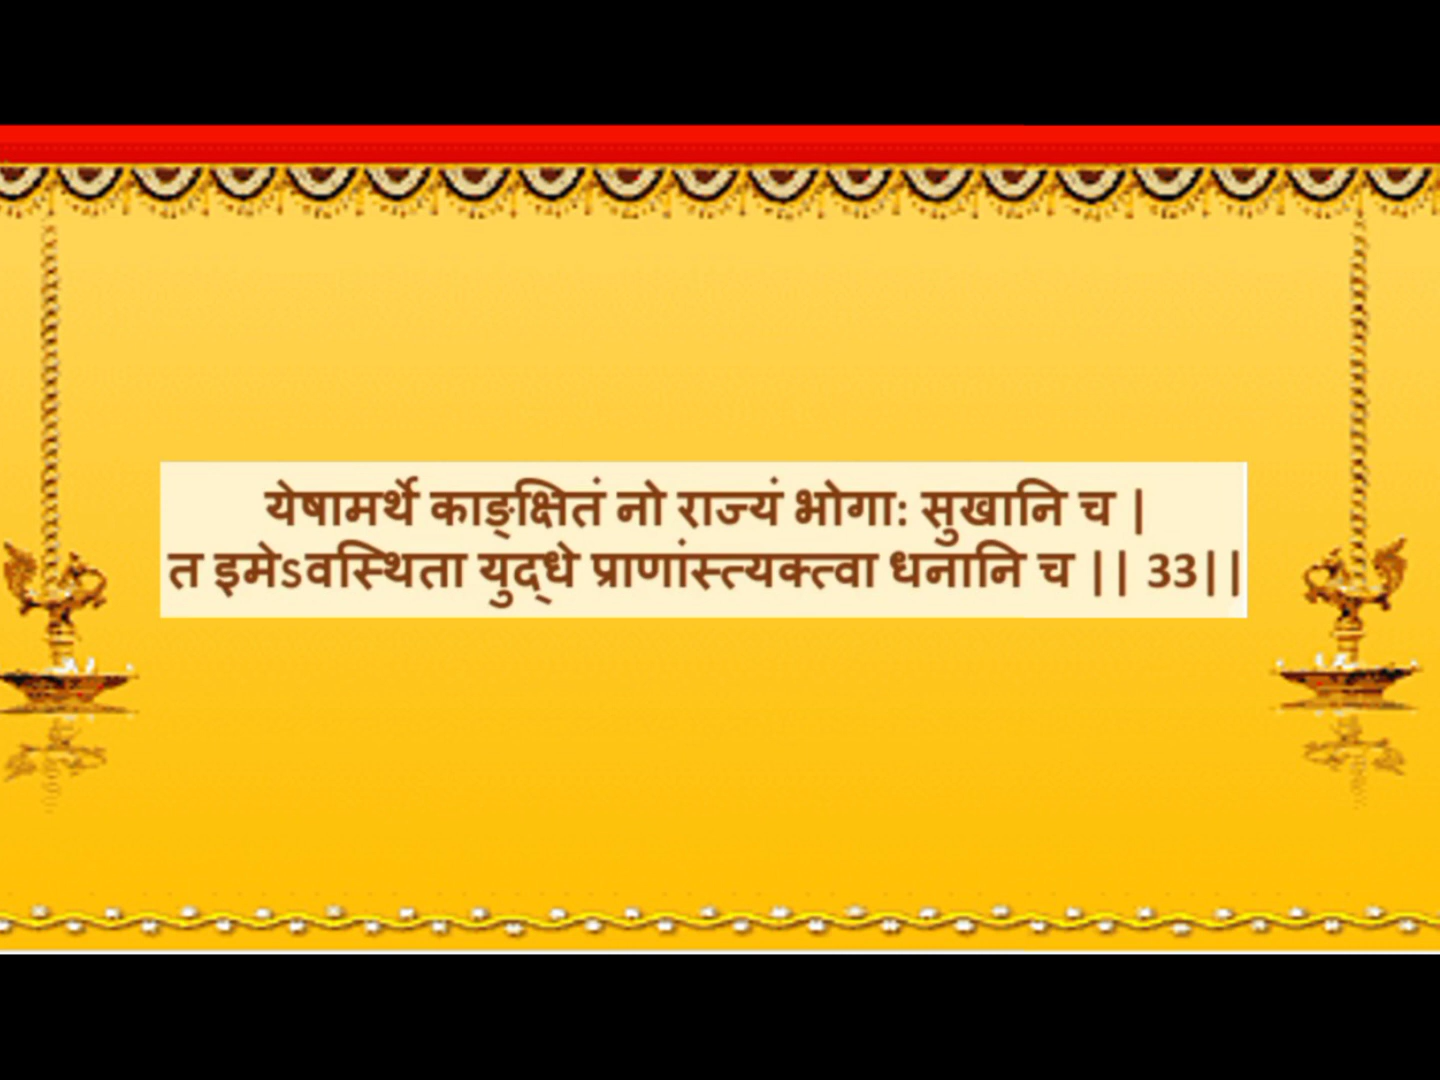 येषामर्थे काङ्‍क्षितं नो राज्यं भोगा: सुखानि च |
त इमेऽवस्थिता युद्धे प्राणांस्त्यक्त्वा धनानि च || 33||